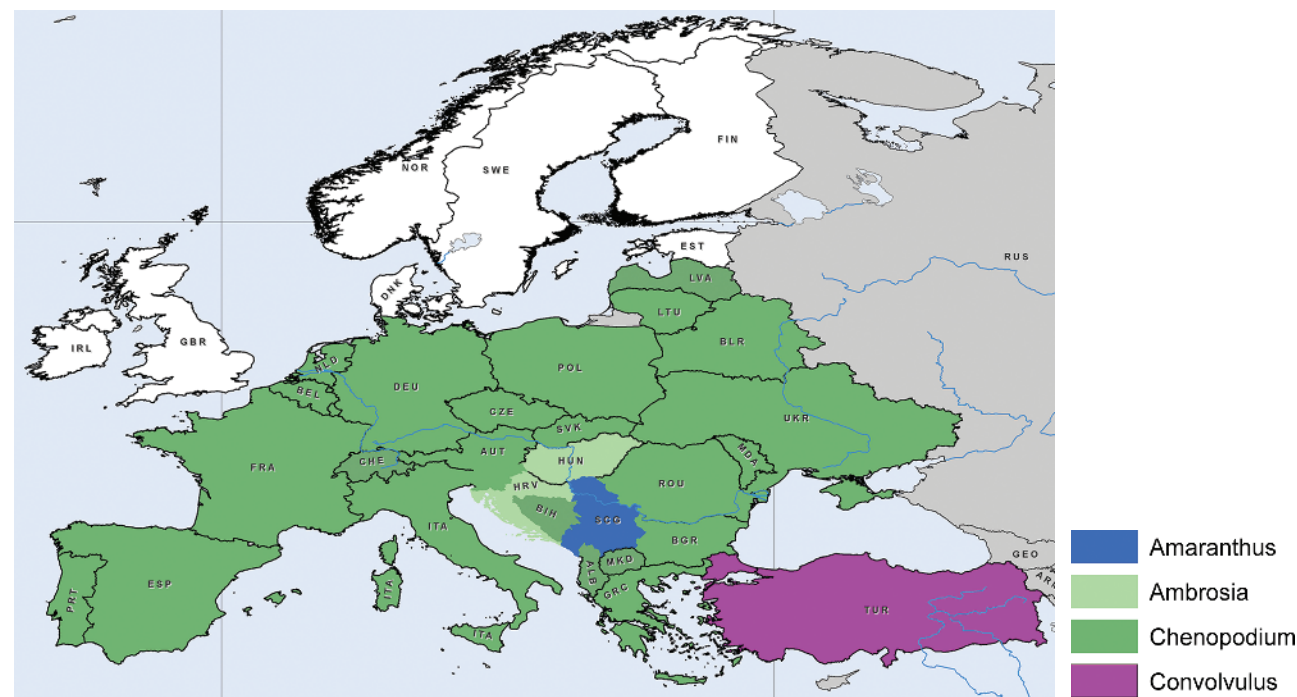 FIN
NOR
SWE
RUS
EST
DNK
LVA
LTU
IRL
GBR
BLR
NLD
POL
DEU
BEL
CZE
UKR
SVK
AUT
MDA
HUN
CHE
FRA
ROU
HRV
BIH
SCG
ITA
BGR
GEO
MKD
ALB
ARM
ESP
PRT
ITA
GRC
TUR
ITA
Amaranthus
Ambrosia
Chenopodium
Convolvulus